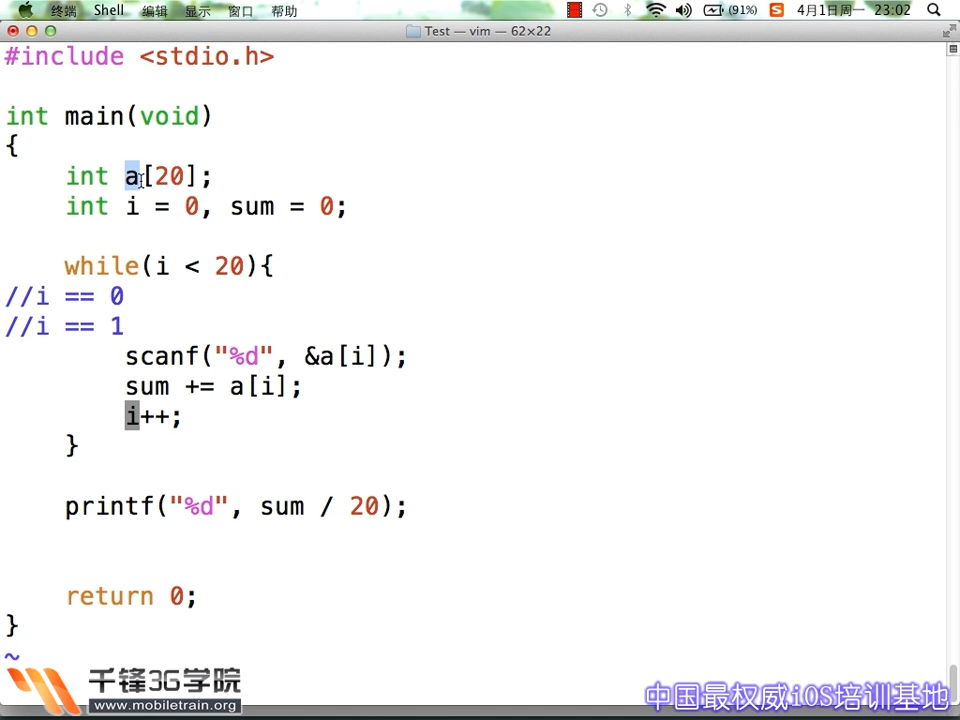 终端 Shell 编辑 显示 窗口 帮助 (91%) S 4月1日周一 23:02
Test — vim — 62×22
#include <stdio.h>
int main(void)
{
    int a[20];
    int i = 0, sum = 0;
    while(i < 20){
//i == 0
//i == 1
        scanf("%d", &a[i]);
        sum += a[i];
        i++;
    }
    printf("%d", sum / 20);
    return 0;
}
~
千锋3G学院
www.mobiletrain.org
中国最权威iOS培训基地